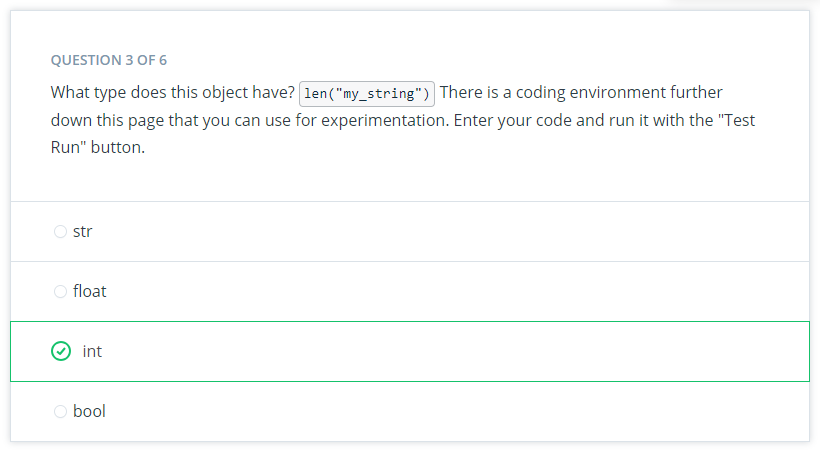 QUESTION 3 OF 6
What type does this object have? len("my_string") There is a coding environment further
down this page that you can use for experimentation. Enter your code and run it with the "Test
Run" button.
str
float
int
bool